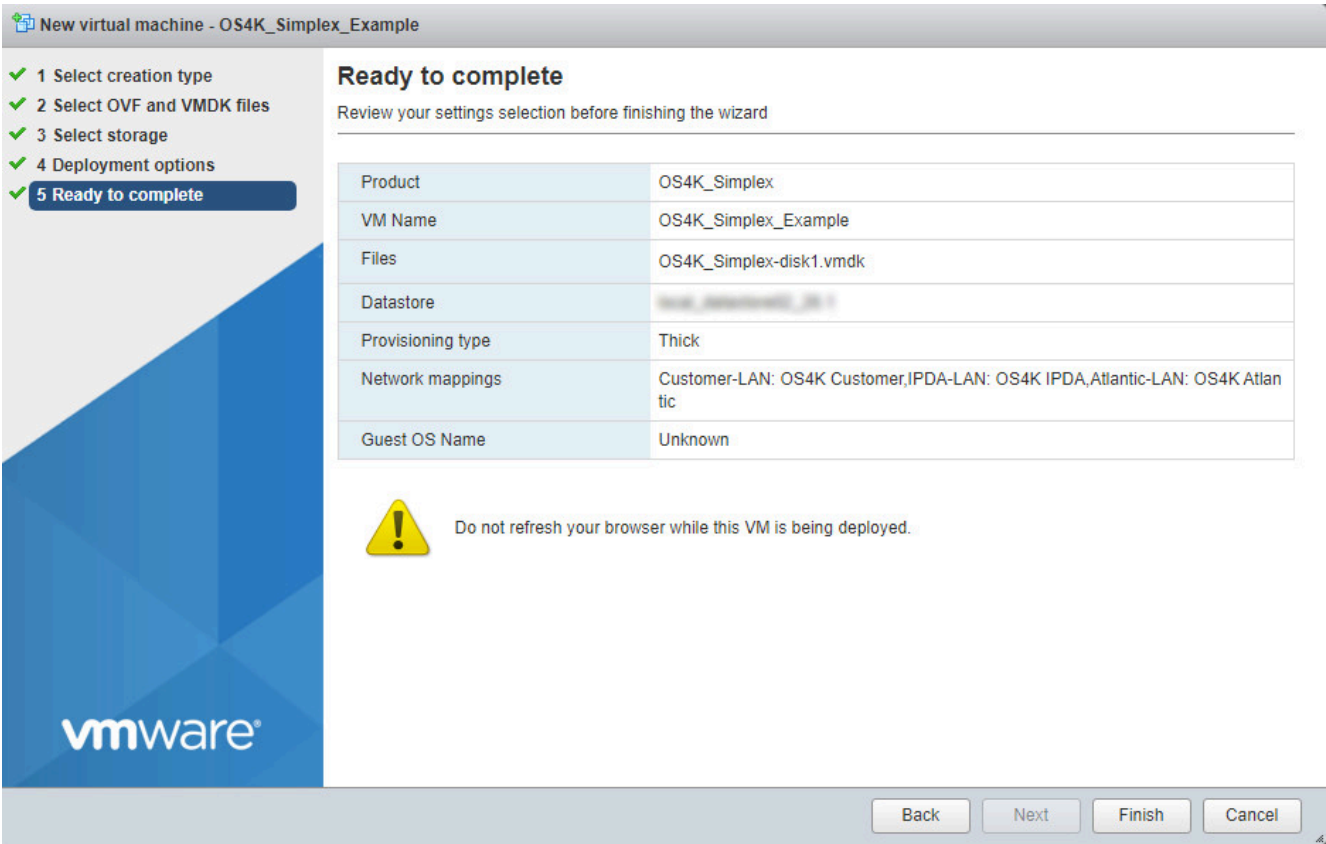 New virtual machine - OS4K_Simplex_Example
1 Select creation type
2 Select OVF and VMDK files
3 Select storage
4 Deployment options
5 Ready to complete
Ready to complete
Review your settings selection before finishing the wizard
Product OS4K_Simplex
VM Name OS4K_Simplex_Example
Files OS4K_Simplex-disk1.vmdk
Datastore
Provisioning type Thick
Network mappings Customer-LAN: OS4K Customer,IPDA-LAN: OS4K IPDA,Atlantic-LAN: OS4K Atlan
tic
Guest OS Name Unknown
Do not refresh your browser while this VM is being deployed.
vmware®
Back Next Finish Cancel